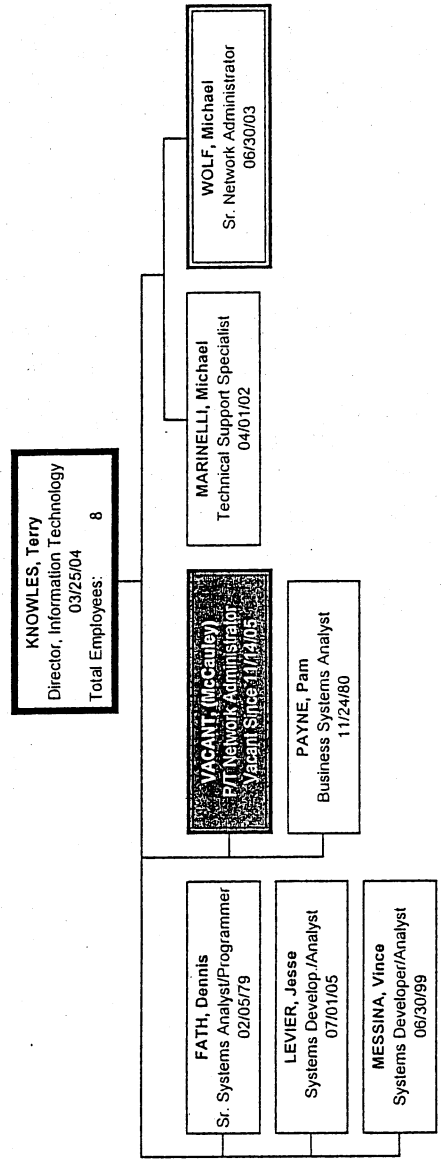 KNOWLES, Terry
Director, Information Technology
03/25/04
Total Employees: 8
FATH, Dennis
Sr. Systems Analyst/Programmer
02/05/79
LEVIER, Jesse
Systems Develop./Analyst
07/01/05
MESSINA, Vince
Systems Developer/Analyst
06/30/99
VACANT: (McCauley)
P/T Network Administrator
Vacant Since 11/14/05
PAYNE, Pam
Business Systems Analyst
11/24/80
MARINELLI, Michael
Technical Support Specialist
04/01/02
WOLF, Michael
Sr. Network Administrator
06/30/03